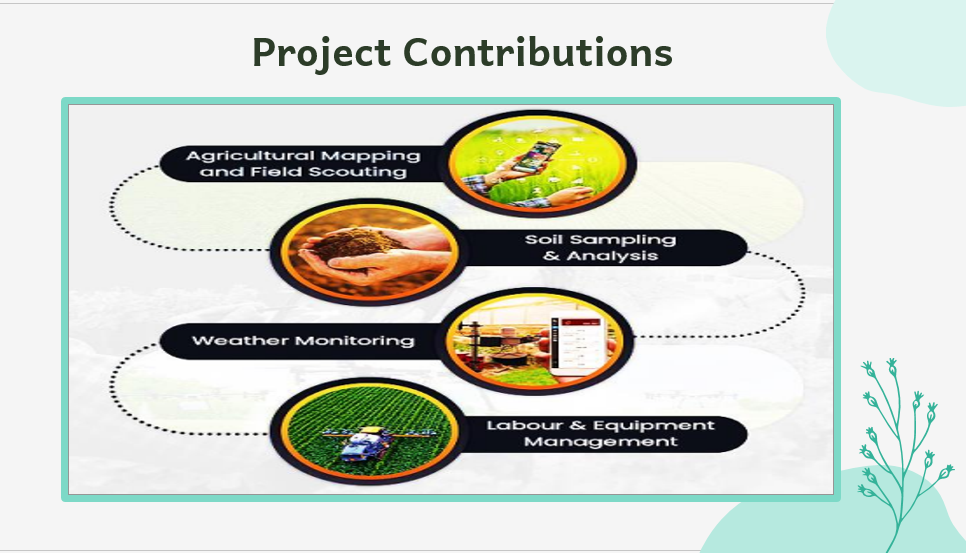 Project Contributions
Agricultural Mapping
and Field Scouting
Soil Sampling
& Analysis
Weather Monitoring
Labour & Equipment
Management